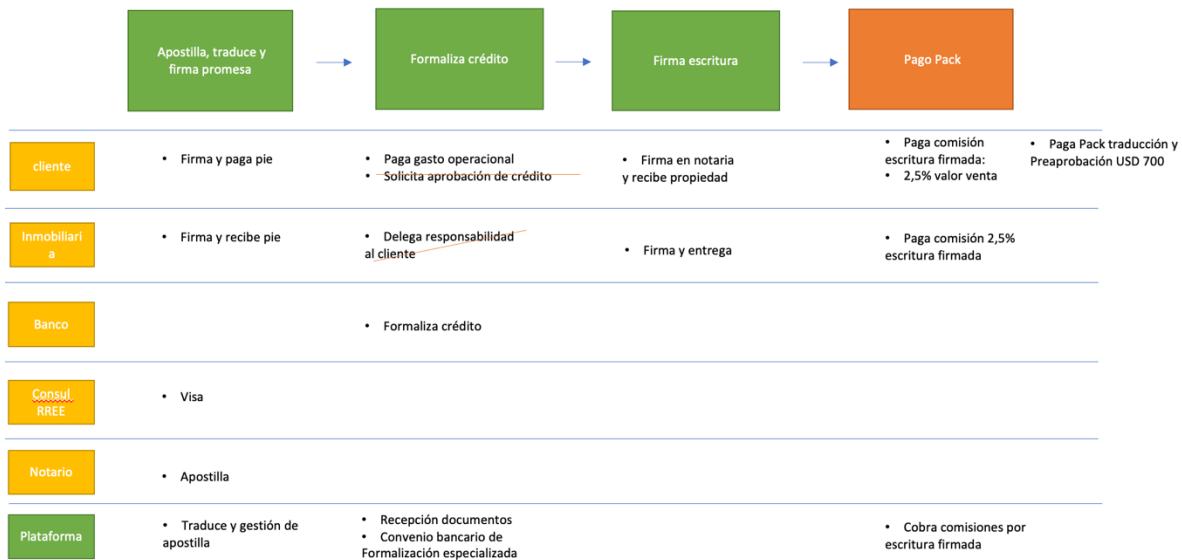 Apostilla, traduce y
firma promesa
Formaliza crédito
Firma escritura
Pago Pack
cliente
• Firma y paga pie
• Paga gasto operacional
• Solicita aprobación de crédito
• Firma en notaria
y recibe propiedad
• Paga comisión
escritura firmada:
• 2,5% valor venta
• Paga Pack traducción y
Preaprobación USD 700
Inmobiliari
a
• Firma y recibe pie
• Delega responsabilidad
al cliente
• Firma y entrega
• Paga comisión 2,5%
escritura firmada
Banco
• Formaliza crédito
Consul
RREE
• Visa
Notario
• Apostilla
Plataforma
• Traduce y gestión de
apostilla
• Recepción documentos
• Convenio bancario de
Formalización especializada
• Cobra comisiones por
escritura firmada